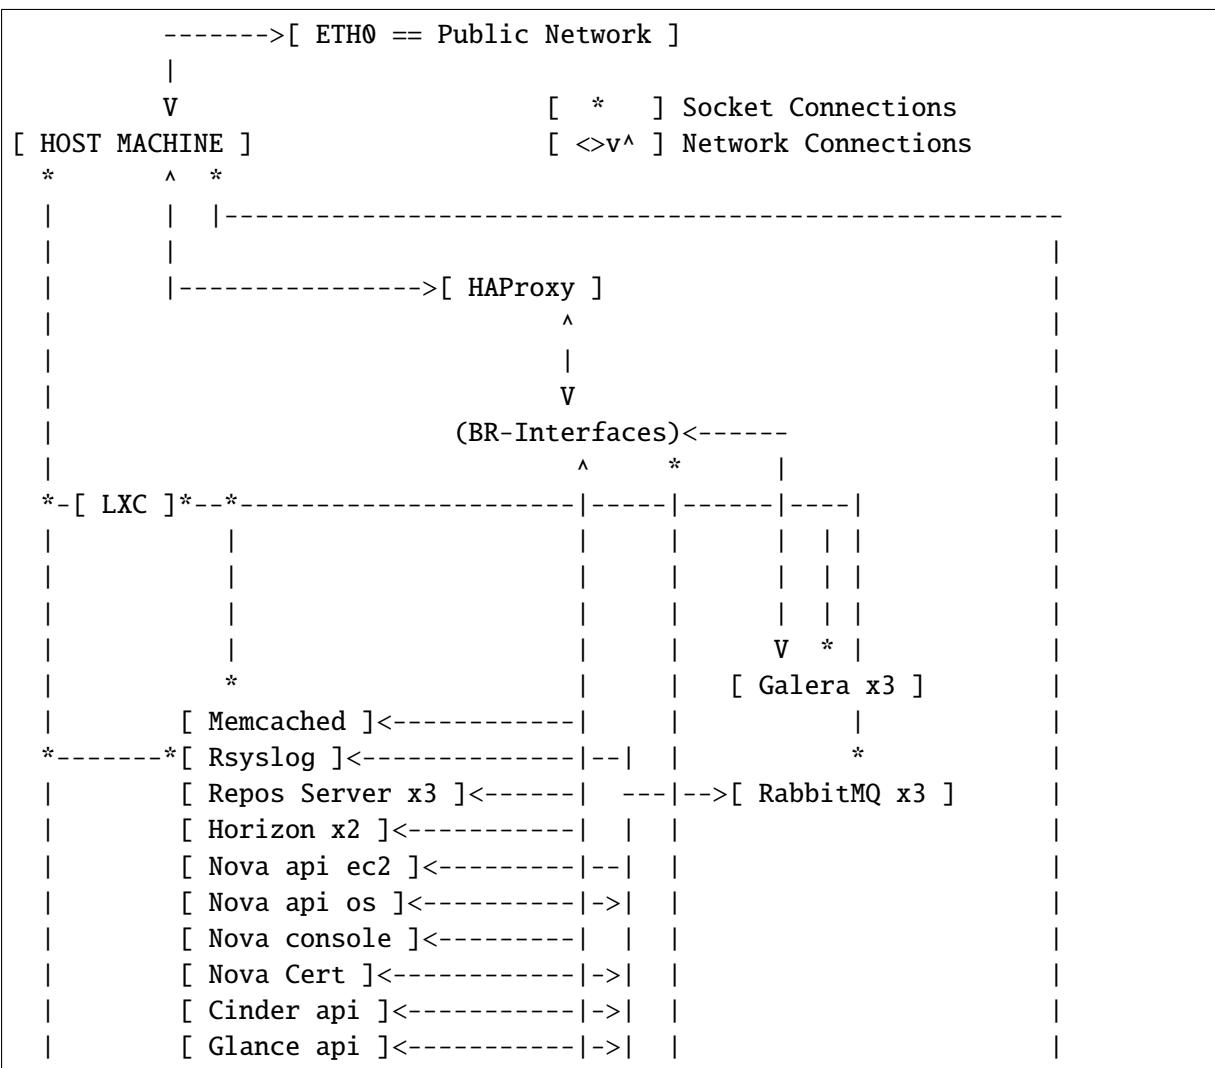 ------->[ ETH0 == Public Network ]
          |
          V                         [  *   ] Socket Connections
[ HOST MACHINE ]                    [ <>v^ ] Network Connections
  *       ^  *
  |       |  |-------------------------------------------------------
  |       |                                                          |
  |       |---------------->[ HAProxy ]                              |
  |                                 ^                                |
  |                                 |                                |
  |                                 V                                |
  |                          (BR-Interfaces)<------                  |
  |                                  ^     *      |                  |
  *-[ LXC ]*--*----------------------|-----|------|----|             |
  |           |                      |     |      |  | |             |
  |           |                      |     |      |  | |             |
  |           |                      |     |      |  | |             |
  |           |                      |     |      V  * |             |
  |           *                      |     |   [ Galera x3 ]         |
  |        [ Memcached ]<------------|     |           |             |
  *-------*[ Rsyslog ]<--------------|--|  |           *             |
  |        [ Repos Server x3 ]<------|  ---|-->[ RabbitMQ x3 ]       |
  |        [ Horizon x2 ]<-----------|  |  |                         |
  |        [ Nova api ec2 ]<---------|--|  |                         |
  |        [ Nova api os ]<----------|->|  |                         |
  |        [ Nova console ]<---------|  |  |                         |
  |        [ Nova Cert ]<------------|->|  |                         |
  |        [ Cinder api ]<-----------|->|  |                         |
  |        [ Glance api ]<-----------|->|  |                         |